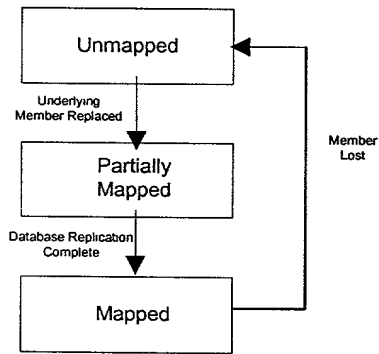 Unmapped
Underlying
Member Replaced
Member
Lost
Partially
Mapped
Database Replication
Complete
Mapped